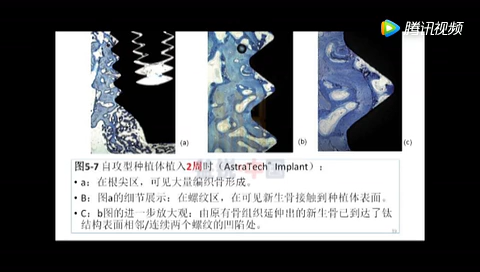 腾讯视频
(a)
(b)
(c)
图5-7 自攻型种植体植入2周时（AstraTech™ Implant）：
• a：在根尖区，可见大量编织骨形成。
• B：图a的细节展示：在螺纹区，在可见新生骨接触到种植体表面。
• C：b图的进一步放大观：由原有骨组织延伸出的新生骨已到达了钛
结构表面相邻/连续两个螺纹的凹陷处。